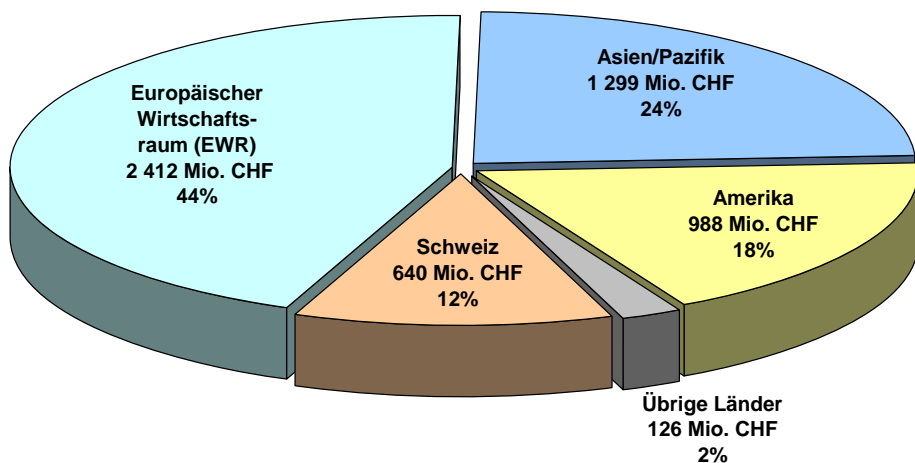 Asien/Pazifik
1 299 Mio. CHF
24%
Europäischer
Wirtschafts-
raum (EWR)
2 412 Mio. CHF
44%
Amerika
988 Mio. CHF
18%
Schweiz
640 Mio. CHF
12%
Übrige Länder
126 Mio. CHF
2%